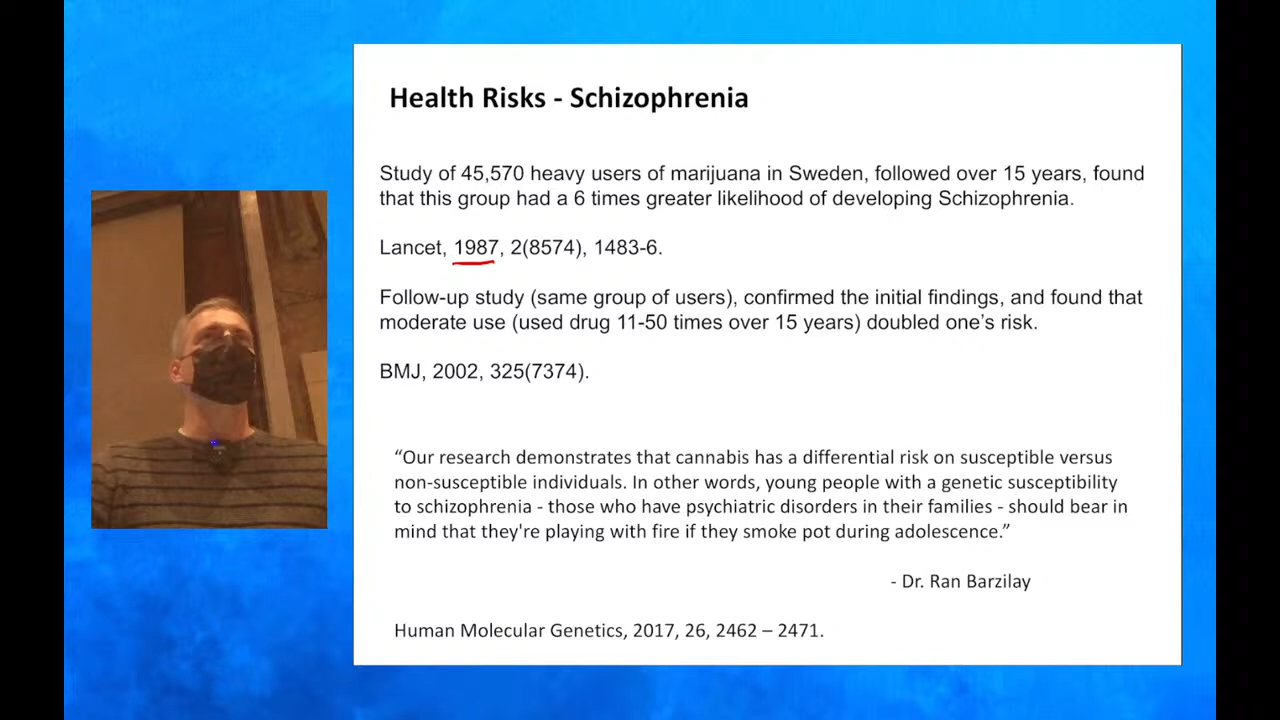 Health Risks - Schizophrenia
Study of 45,570 heavy users of marijuana in Sweden, followed over 15 years, found
that this group had a 6 times greater likelihood of developing Schizophrenia.
Lancet, 1987, 2(8574), 1483-6.
Follow-up study (same group of users), confirmed the initial findings, and found that
moderate use (used drug 11-50 times over 15 years) doubled one’s risk.
BMJ, 2002, 325(7374).
“Our research demonstrates that cannabis has a differential risk on susceptible versus
non-susceptible individuals. In other words, young people with a genetic susceptibility
to schizophrenia - those who have psychiatric disorders in their families - should bear in
mind that they're playing with fire if they smoke pot during adolescence.”
- Dr. Ran Barzilay
Human Molecular Genetics, 2017, 26, 2462 – 2471.